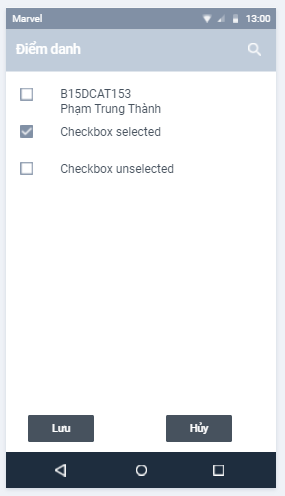 Marvel 13:00
Điểm danh
B15DCAT153
Phạm Trung Thành
Checkbox selected
Checkbox unselected
Lưu Hủy